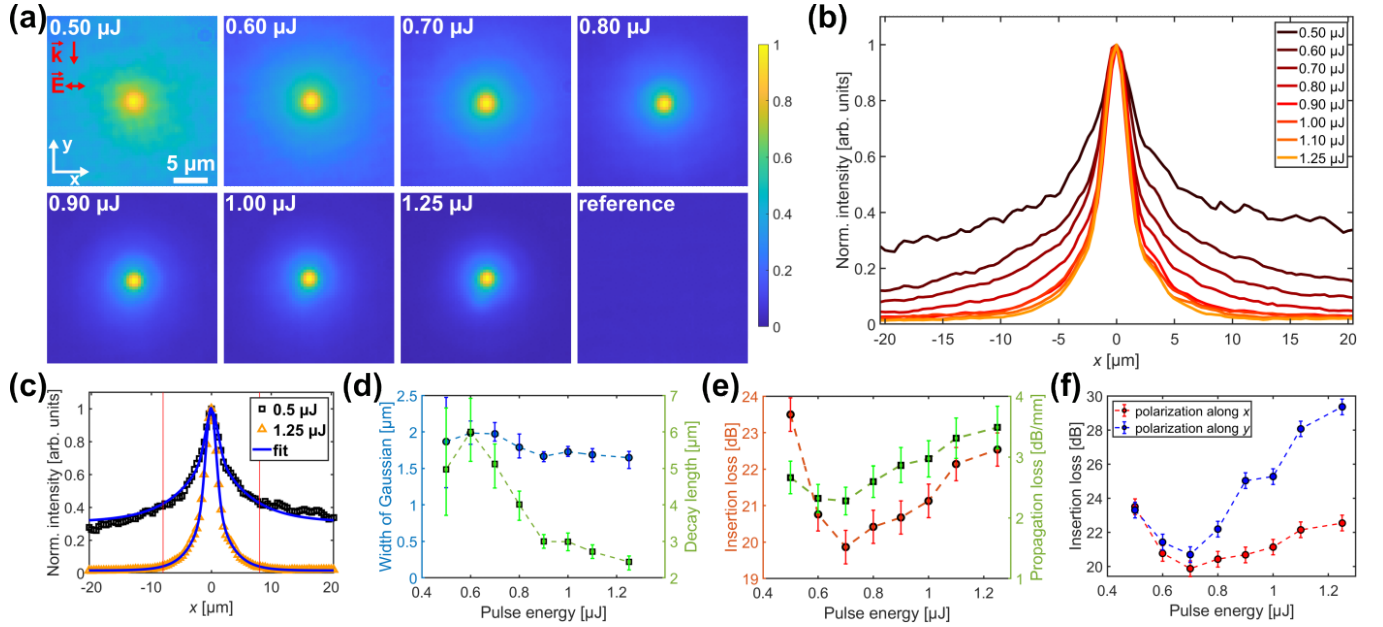 (a)
0.50 µJ
0.60 µJ
0.70 µJ
0.80 µJ
k
E
y
x
5 µm
0.90 µJ
1.00 µJ
1.25 µJ
reference
1
0.8
0.6
0.4
0.2
0
(b)
Norm. intensity [arb. units]
1
0.8
0.6
0.4
0.2
0
-20 -15 -10 -5 0 5 10 15 20
x [µm]
0.50 µJ
0.60 µJ
0.70 µJ
0.80 µJ
0.90 µJ
1.00 µJ
1.10 µJ
1.25 µJ
(c)
Norm. intensity [arb. units]
1
0.8
0.6
0.4
0.2
0
-20 -10 0 10 20
x [µm]
0.5 µJ
1.25 µJ
fit
(d)
Width of Gaussian [µm]
2.5
2
1.5
1
0.5
0
0.4 0.6 0.8 1 1.2
Pulse energy [µJ]
7
6
5
4
3
2
Decay length [µm]
(e)
Insertion loss [dB]
24
23
22
21
20
19
0.4 0.6 0.8 1 1.2
Pulse energy [µJ]
4
3
2
1
Propagation loss [dB/mm]
(f)
Insertion loss [dB]
30
28
26
24
22
20
0.4 0.6 0.8 1 1.2
Pulse energy [µJ]
polarization along x
polarization along y